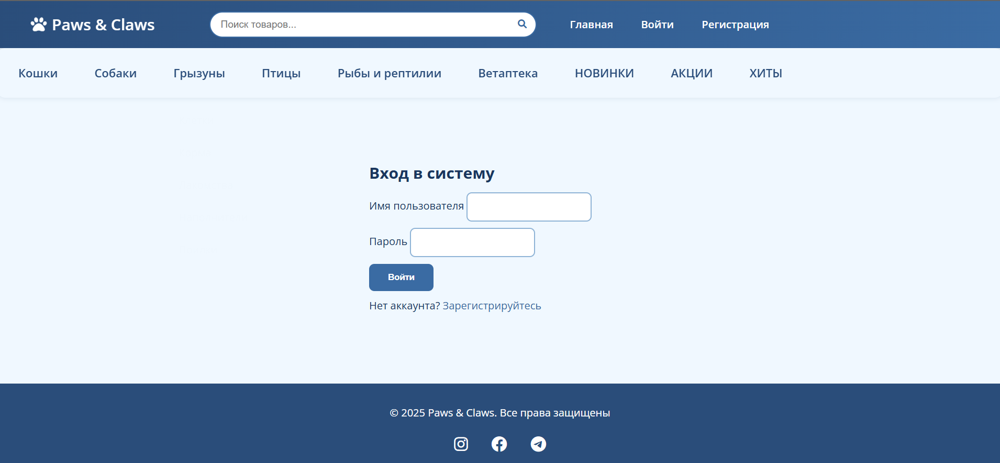 Paws & Claws Поиск товаров... Главная Войти Регистрация
Кошки Собаки Грызуны Птицы Рыбы и рептилии Ветаптека НОВИНКИ АКЦИИ ХИТЫ
Вход в систему
Имя пользователя
Пароль
Войти
Нет аккаунта? Зарегистрируйтесь
© 2025 Paws & Claws. Все права защищены